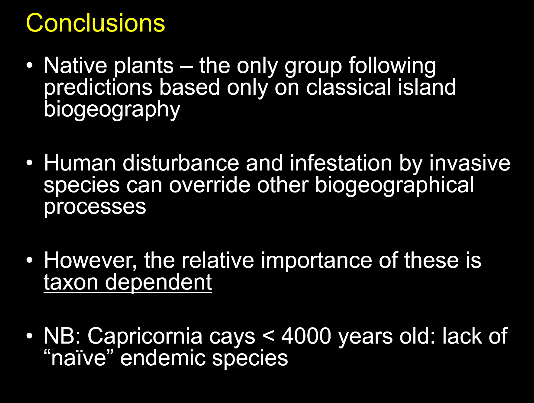 Conclusions
• Native plants – the only group following
predictions based only on classical island
biogeography
• Human disturbance and infestation by invasive
species can override other biogeographical
processes
• However, the relative importance of these is
taxon dependent
• NB: Capricornia cays < 4000 years old: lack of
“naïve” endemic species